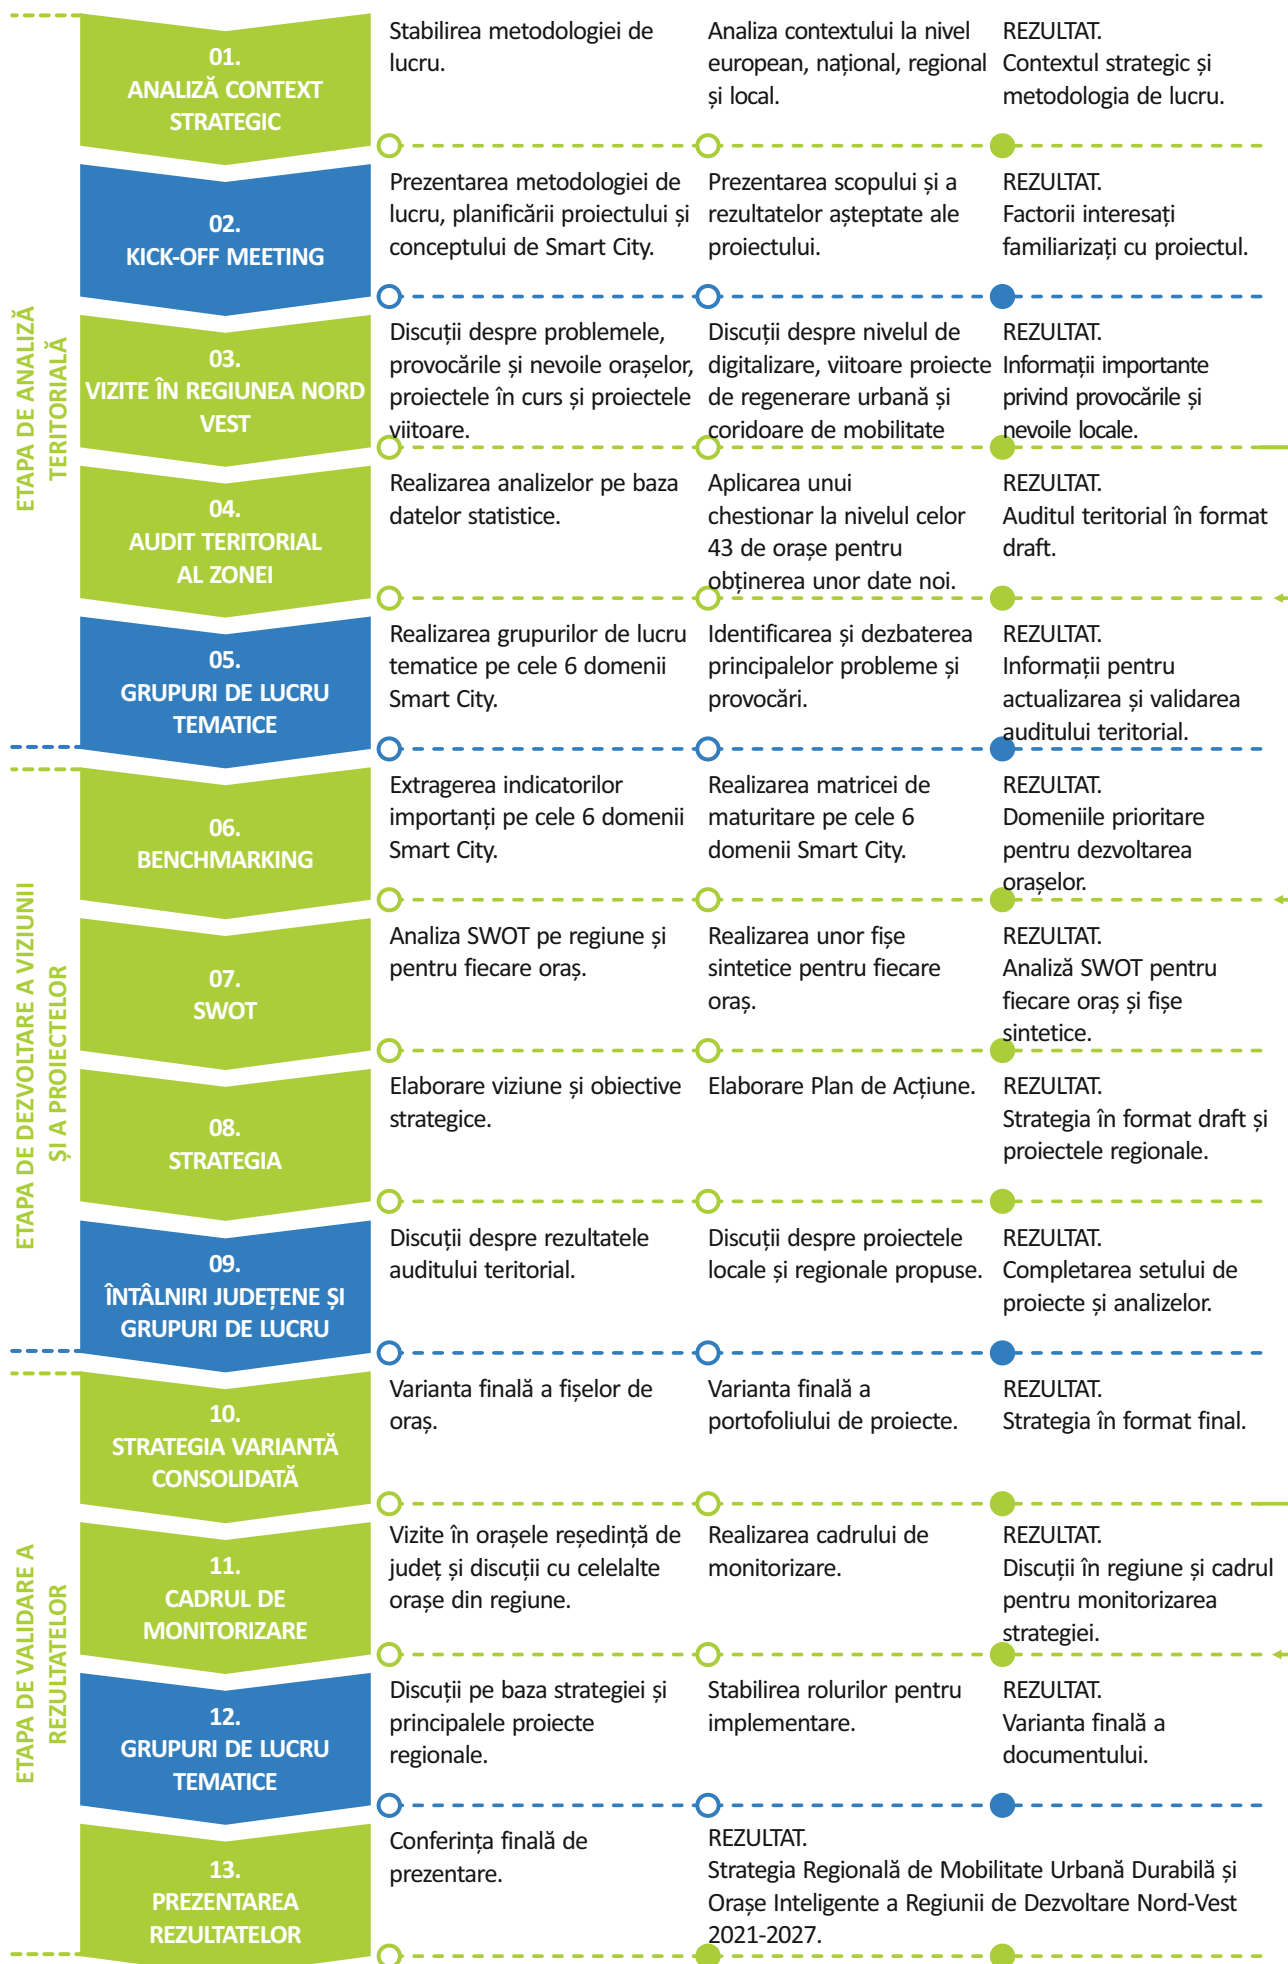 ETAPA DE ANALIZĂ
TERITORIALĂ
01.
ANALIZĂ CONTEXT
STRATEGIC
Stabilirea metodologiei de
lucru.
Analiza contextului la nivel
european, național, regional
și local.
REZULTAT.
Contextul strategic și
metodologia de lucru.
02.
KICK-OFF MEETING
Prezentarea metodologiei de
lucru, planificării proiectului și
conceptului de Smart City.
Prezentarea scopului și a
rezultatelor așteptate ale
proiectului.
REZULTAT.
Factorii interesați
familiarizați cu proiectul.
03.
VIZITE ÎN REGIUNEA NORD
VEST
Discuții despre problemele,
provocările și nevoile orașelor,
proiectele în curs și proiectele
viitoare.
Discuții despre nivelul de
digitalizare, viitoare proiecte
de regenerare urbană și
coridoare de mobilitate
REZULTAT.
Informații importante
privind provocările și
nevoile locale.
04.
AUDIT TERITORIAL
AL ZONEI
Realizarea analizelor pe baza
datelor statistice.
Aplicarea unui
chestionar la nivelul celor
43 de orașe pentru
obținerea unor date noi.
REZULTAT.
Auditul teritorial în format
draft.
05.
GRUPURI DE LUCRU
TEMATICE
Realizarea grupurilor de lucru
tematice pe cele 6 domenii
Smart City.
Identificarea și dezbaterea
principalelor probleme și
provocări.
REZULTAT.
Informații pentru
actualizarea și validarea
auditului teritorial.
ETAPA DE DEZVOLTARE A VIZIUNII
ȘI A PROIECTELOR
06.
BENCHMARKING
Extragerea indicatorilor
importanți pe cele 6 domenii
Smart City.
Realizarea matricei de
maturitare pe cele 6
domenii Smart City.
REZULTAT.
Domeniile prioritare
pentru dezvoltarea
orașelor.
07.
SWOT
Analiza SWOT pe regiune și
pentru fiecare oraș.
Realizarea unor fișe
sintetice pentru fiecare
oraș.
REZULTAT.
Analiză SWOT pentru
fiecare oraș și fișe
sintetice.
08.
STRATEGIA
Elaborare viziune și obiective
strategice.
Elaborare Plan de Acțiune.
REZULTAT.
Strategia în format draft și
proiectele regionale.
09.
ÎNTÂLNIRI JUDEȚENE ȘI
GRUPURI DE LUCRU
Discuții despre rezultatele
auditului teritorial.
Discuții despre proiectele
locale și regionale propuse.
REZULTAT.
Completarea setului de
proiecte și analizelor.
ETAPA DE VALIDARE A
REZULTATELOR
10.
STRATEGIA VARIANTĂ
CONSOLIDATĂ
Varianta finală a fișelor de
oraș.
Varianta finală a
portofoliului de proiecte.
REZULTAT.
Strategia în format final.
11.
CADRUL DE
MONITORIZARE
Vizite în orașele reședință de
județ și discuții cu celelalte
orașe din regiune.
Realizarea cadrului de
monitorizare.
REZULTAT.
Discuții în regiune și cadrul
pentru monitorizarea
strategiei.
12.
GRUPURI DE LUCRU
TEMATICE
Discuții pe baza strategiei și
principalele proiecte
regionale.
Stabilirea rolurilor pentru
implementare.
REZULTAT.
Varianta finală a
documentului.
13.
PREZENTAREA
REZULTATELOR
Conferința finală de
prezentare.
REZULTAT.
Strategia Regională de Mobilitate Urbană Durabilă și
Orașe Inteligente a Regiunii de Dezvoltare Nord-Vest
2021-2027.